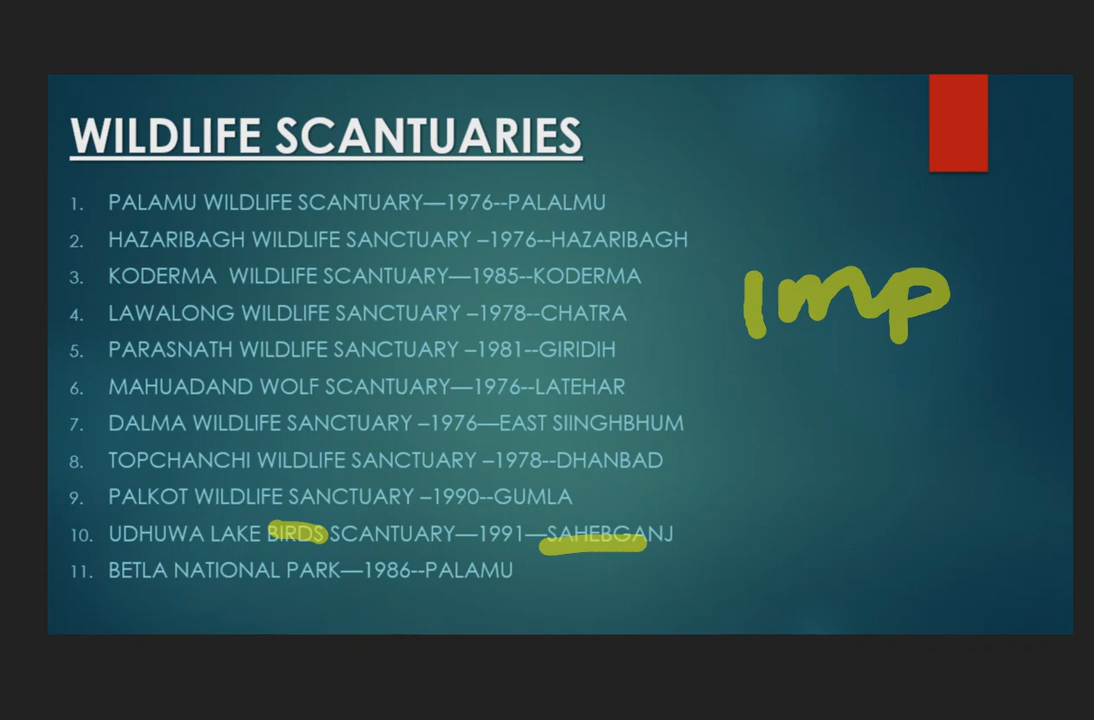 WILDLIFE SCANTUARIES
1. PALAMU WILDLIFE SCANTUARY—1976--PALALMU
2. HAZARIBAGH WILDLIFE SANCTUARY –1976--HAZARIBAGH
3. KODERMA WILDLIFE SCANTUARY—1985--KODERMA
4. LAWALONG WILDLIFE SANCTUARY –1978--CHATRA
5. PARASNATH WILDLIFE SANCTUARY –1981--GIRIDIH
6. MAHUADAND WOLF SCANTUARY—1976--LATEHAR
7. DALMA WILDLIFE SANCTUARY –1976—EAST SIINGHBHUM
8. TOPCHANCHI WILDLIFE SANCTUARY –1978--DHANBAD
9. PALKOT WILDLIFE SANCTUARY –1990--GUMLA
10. UDHUWA LAKE BIRDS SCANTUARY—1991—SAHEBGANJ
11. BETLA NATIONAL PARK—1986--PALAMU
Imp